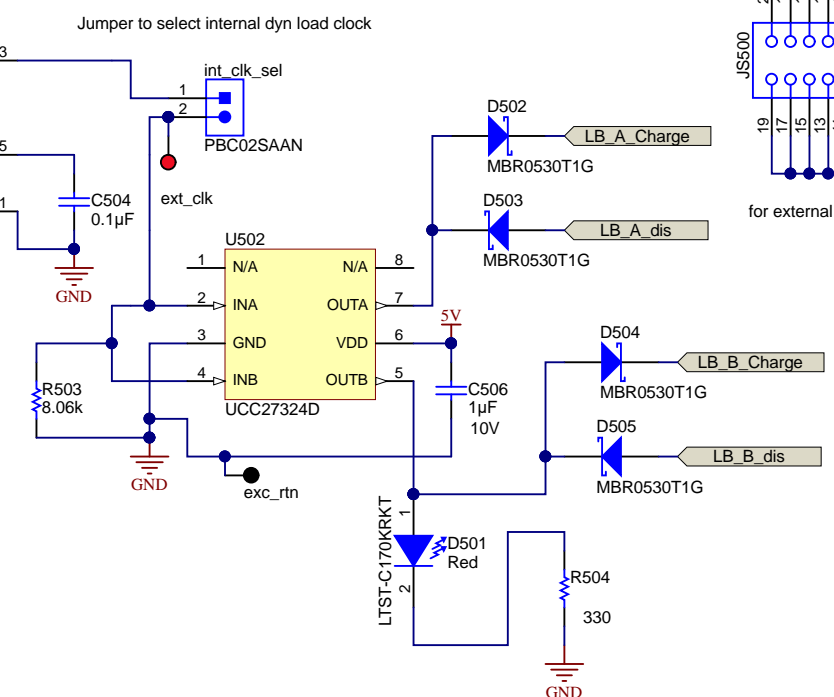 Jumper to select internal dyn load clock
3
int_clk_sel
1
2
PBC02SAAN
JS500
19
17
15
13
for external
5
1
C504
0.1µF
GND
ext_clk
D502
LB_A_Charge
MBR0530T1G
D503
LB_A_dis
MBR0530T1G
U502
1 N/A N/A 8
2 INA OUTA 7
3 GND VDD 6
4 INB OUTB 5
UCC27324D
5V
R503
8.06k
GND
C506
1µF
10V
exc_rtn
D504
LB_B_Charge
MBR0530T1G
D505
LB_B_dis
MBR0530T1G
LTST-C170KRKT
1
D501
Red
2
R504
330
GND